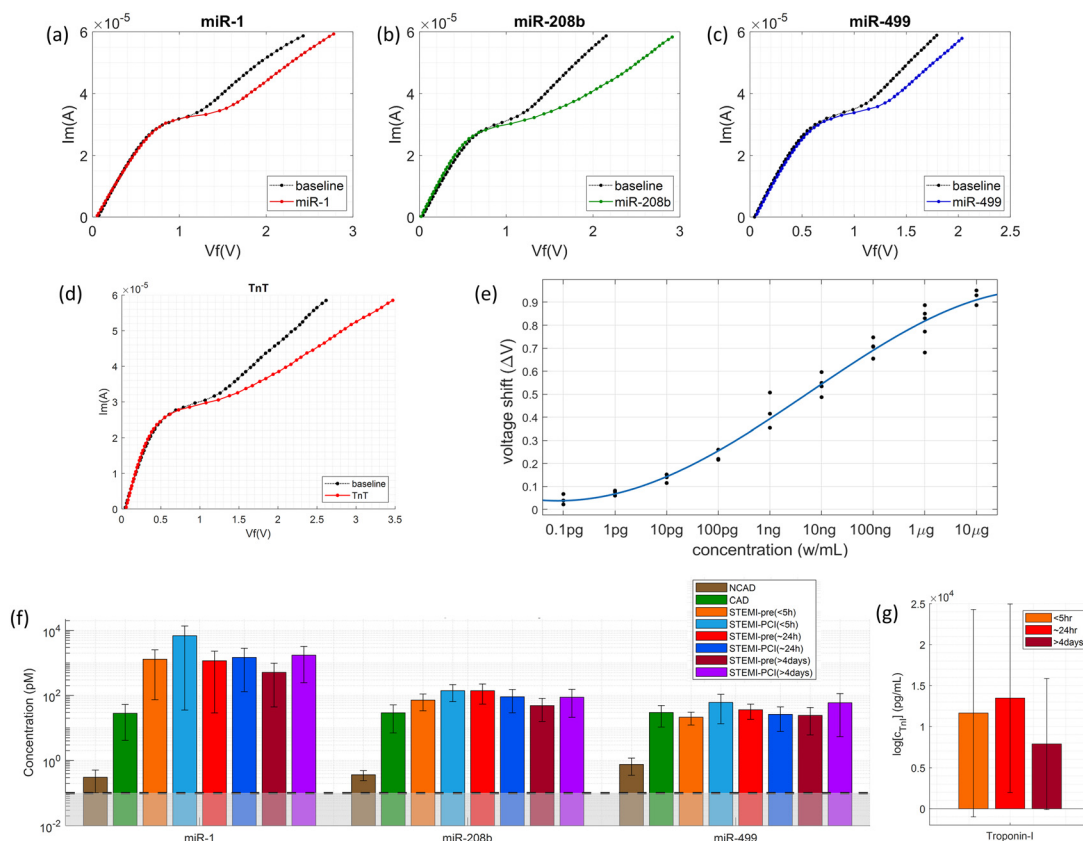 (a)
miR-1
6
×10⁻⁵
4
2
0
Im(A)
0
1
2
3
Vf(V)
baseline
miR-1
(b)
miR-208b
6
×10⁻⁵
4
2
0
Im(A)
0
1
2
3
Vf(V)
baseline
miR-208b
(c)
miR-499
6
×10⁻⁵
4
2
0
Im(A)
0
0.5
1
1.5
2
2.5
Vf(V)
baseline
miR-499
(d)
TnT
6
×10⁻⁵
5
4
3
2
1
0
Im(A)
0
0.5
1
1.5
2
2.5
3
3.5
Vf(V)
baseline
TnT
(e)
0.9
0.8
0.7
0.6
0.5
0.4
0.3
0.2
0.1
0
voltage shift (ΔV)
0.1pg
1pg
10pg
100pg
1ng
10ng
100ng
1μg
10μg
concentration (w/mL)
(f)
NCAD
CAD
STEMI-pre(<5h)
STEMI-PCI(<5h)
STEMI-pre(~24h)
STEMI-PCI(~24h)
STEMI-pre(>4days)
STEMI-PCI(>4days)
10⁴
10²
10⁰
10⁻²
Concentration (pM)
miR-1
miR-208b
miR-499
(g)
×10⁴
2.5
2.0
1.5
1.0
0.5
0
log[c_TnI] (pg/mL)
<5hr
~24hr
>4days
Troponin-I